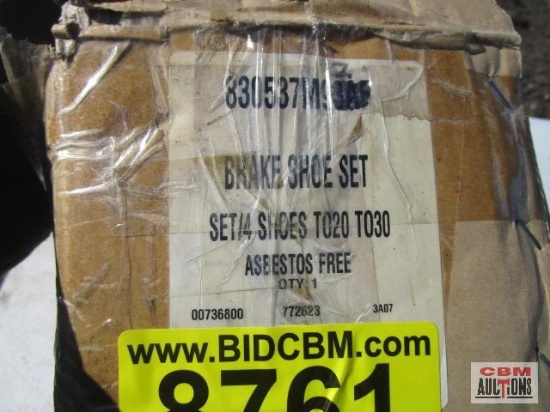 BRAKE SHOE SET
SET/4 SHOES TO20 TO30
ASBESTOS FREE
QTY: 1
00736800 772623 3A07
www.BIDCBM.com
8761
CBM
AUCTIONS